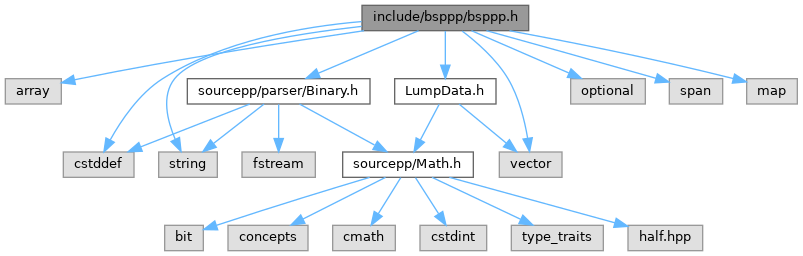 include/bsppp/bsppp.h
array
sourcepp/parser/Binary.h
LumpData.h
optional
span
map
cstddef
string
fstream
sourcepp/Math.h
vector
bit
concepts
cmath
cstdint
type_traits
half.hpp